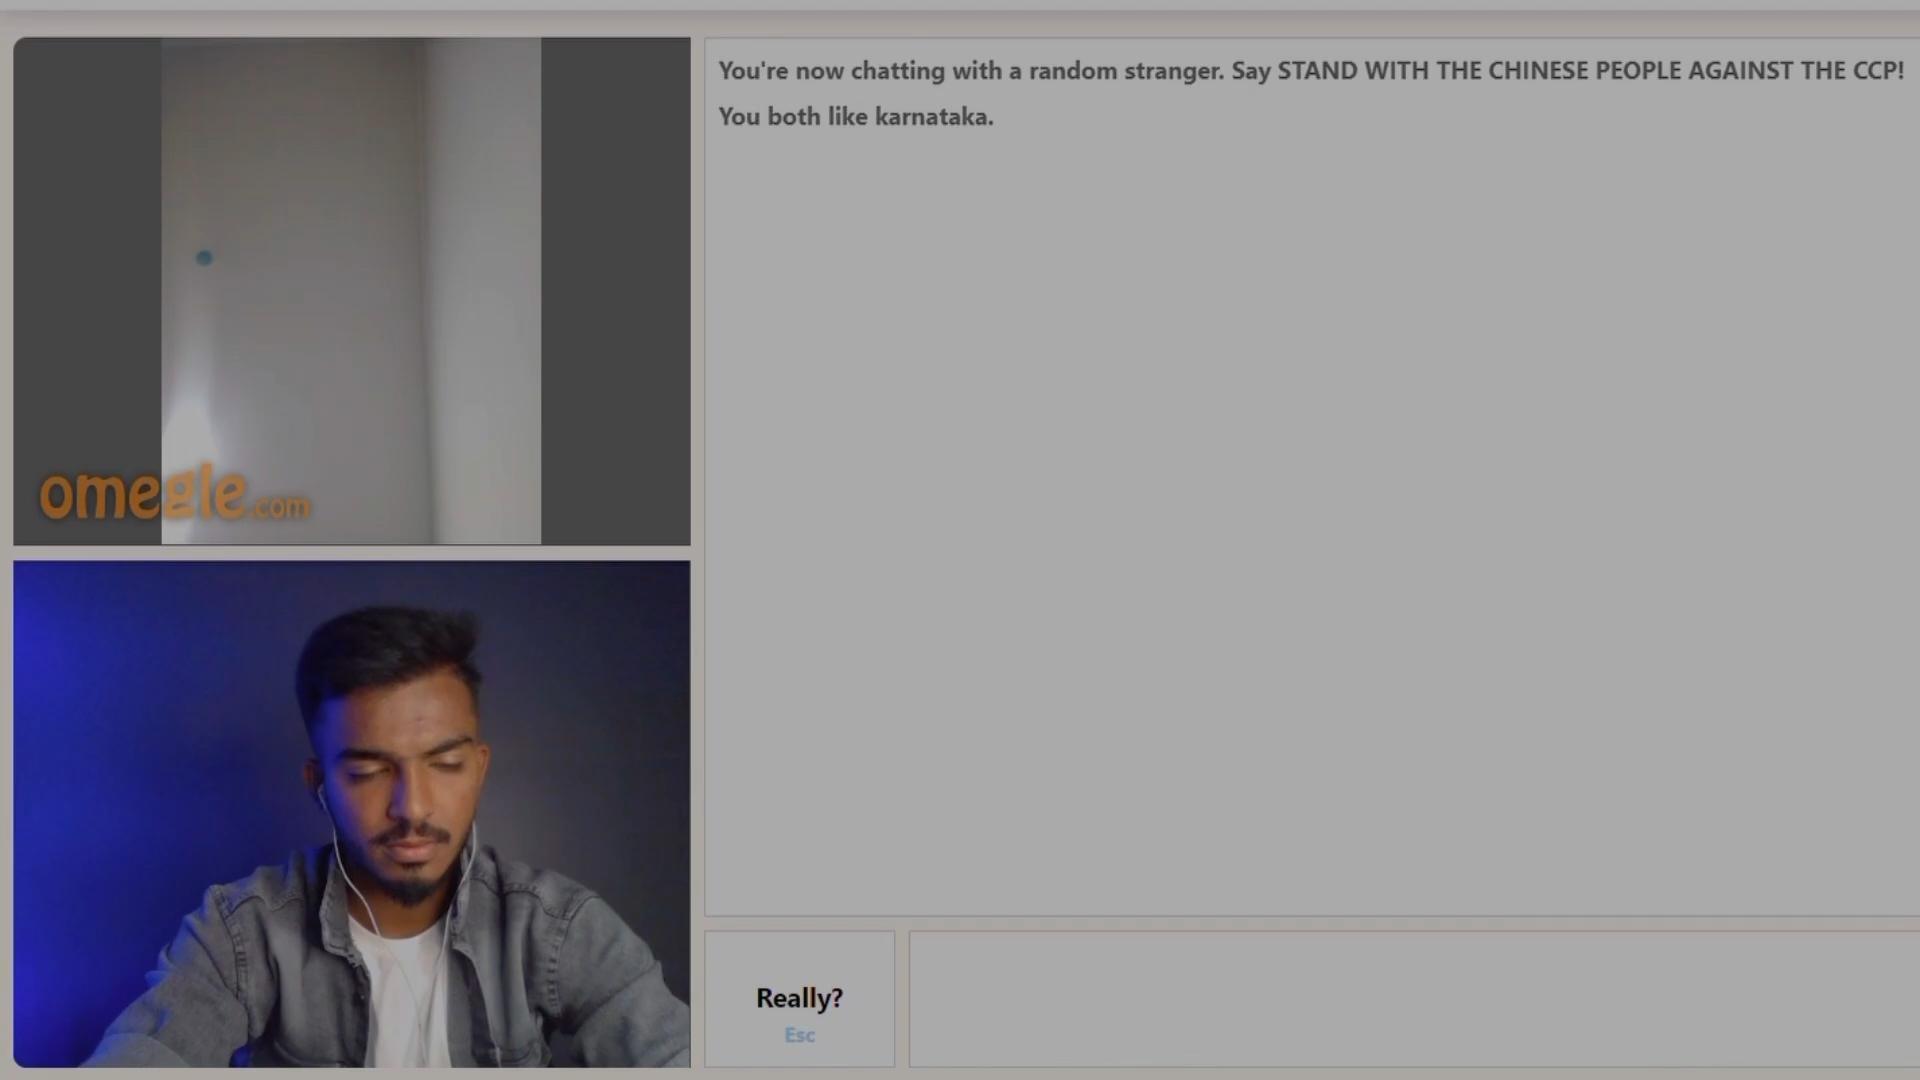 You're now chatting with a random stranger. Say STAND WITH THE CHINESE PEOPLE AGAINST THE CCP!
You both like karnataka.
omegle.com
Really?
Esc